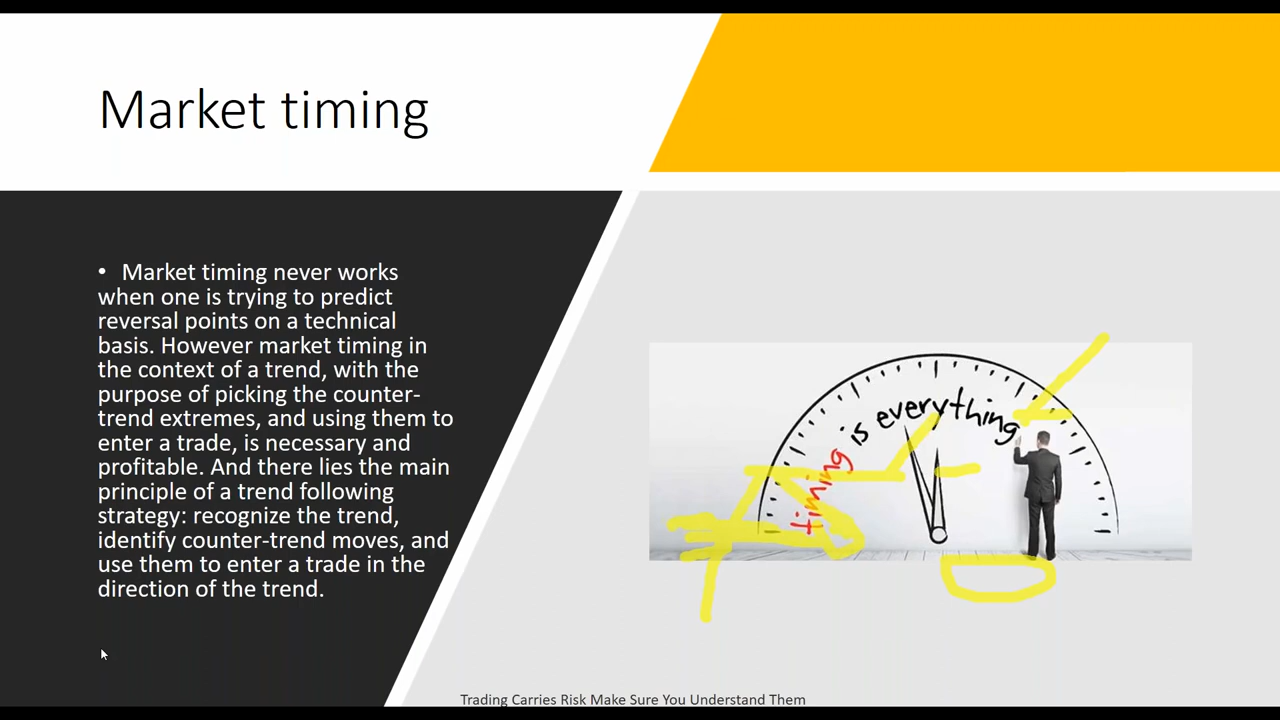 Market timing
• Market timing never works
when one is trying to predict
reversal points on a technical
basis. However market timing in
the context of a trend, with the
purpose of picking the counter-
trend extremes, and using them to
enter a trade, is necessary and
profitable. And there lies the main
principle of a trend following
strategy: recognize the trend,
identify counter-trend moves, and
use them to enter a trade in the
direction of the trend.
timing is everything
Trading Carries Risk Make Sure You Understand Them